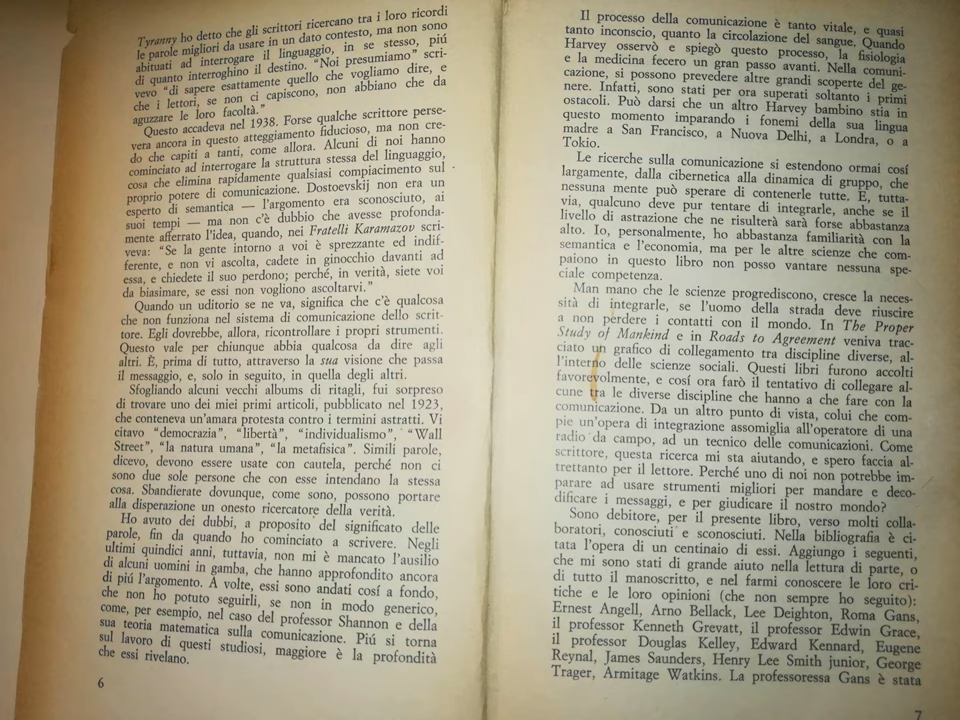 Tyranny ho detto che gli scrittori ricercano tra i loro ricordi
le parole migliori da usare in un dato contesto, ma non sono
abituati ad interrogare il linguaggio, in se stesso, piú
di quanto interroghino il destino. "Noi presumiamo" scri-
vevo "di sapere esattamente quello che vogliamo dire, e
che i lettori, se non ci capiscono, non abbiano che da
aguzzare le loro facoltà."
Questo accadeva nel 1938. Forse qualche scrittore perse-
vera ancora in questo atteggiamento fiducioso, ma non cre-
do che capiti a tanti, come allora. Alcuni di noi hanno
cominciato ad interrogare la struttura stessa del linguaggio,
cosa che elimina rapidamente qualsiasi compiacimento sul
proprio potere di comunicazione. Dostoevskij non era un
esperto di semantica — l'argomento era sconosciuto, ai
suoi tempi — ma non c'è dubbio che avesse profonda-
mente afferrato l'idea, quando, nei Fratelli Karamazov scri-
veva: "Se la gente intorno a voi è sprezzante ed indif-
ferente, e non vi ascolta, cadete in ginocchio davanti ad
essa, e chiedete il suo perdono; perché, in verità, siete voi
da biasimare, se essi non vogliono ascoltarvi."
Quando un uditorio se ne va, significa che c'è qualcosa
che non funziona nel sistema di comunicazione dello scrit-
tore. Egli dovrebbe, allora, ricontrollare i propri strumenti.
Questo vale per chiunque abbia qualcosa da dire agli
altri. È, prima di tutto, attraverso la sua visione che passa
il messaggio, e, solo in seguito, in quella degli altri.
Sfogliando alcuni vecchi albums di ritagli, fui sorpreso
di trovare uno dei miei primi articoli, pubblicato nel 1923,
che conteneva un'amara protesta contro i termini astratti. Vi
citavo "democrazia", "libertà", "individualismo", "Wall
Street", "la natura umana", "la metafisica". Simili parole,
dicevo, devono essere usate con cautela, perché non ci
sono due sole persone che con esse intendano la stessa
cosa. Sbandierate dovunque, come sono, possono portare
alla disperazione un onesto ricercatore della verità.
Ho avuto dei dubbi, a proposito del significato delle
parole, fin da quando ho cominciato a scrivere. Negli
ultimi quindici anni, tuttavia, non mi è mancato l'ausilio
di alcuni uomini in gamba, che hanno approfondito ancora
di piú l'argomento. A volte, essi sono andati cosí a fondo,
che non ho potuto seguirli, se non in modo generico,
come, per esempio, nel caso del professor Shannon e della
sua teoria matematica sulla comunicazione. Piú si torna
sul lavoro di questi studiosi, maggiore è la profondità
che essi rivelano.
6
Il processo della comunicazione è tanto vitale, e quasi
tanto inconscio, quanto la circolazione del sangue. Quando
Harvey osservò e spiegò questo processo, la fisiologia
e la medicina fecero un gran passo avanti. Nella comuni-
cazione, si possono prevedere altre grandi scoperte del ge-
nere. Infatti, sono stati per ora superati soltanto i primi
ostacoli. Può darsi che un altro Harvey bambino stia in
questo momento imparando i fonemi della sua lingua
madre a San Francisco, a Nuova Delhi, a Londra, o a
Tokio.
Le ricerche sulla comunicazione si estendono ormai cosí
largamente, dalla cibernetica alla dinamica di gruppo, che
nessuna mente può sperare di contenerle tutte. E, tutta-
via, qualcuno deve pur tentare di integrarle, anche se il
livello di astrazione che ne risulterà sarà forse abbastanza
alto. Io, personalmente, ho abbastanza familiarità con la
semantica e l'economia, ma per le altre scienze che com-
paiono in questo libro non posso vantare nessuna spe-
ciale competenza.
Man mano che le scienze progrediscono, cresce la neces-
sità di integrarle, se l'uomo della strada deve riuscire
a non perdere i contatti con il mondo. In The Proper
Study of Mankind e in Roads to Agreement veniva trac-
ciato un grafico di collegamento tra discipline diverse, al-
l'interno delle scienze sociali. Questi libri furono accolti
favorevolmente, e cosí ora farò il tentativo di collegare al-
cune tra le diverse discipline che hanno a che fare con la
comunicazione. Da un altro punto di vista, colui che com-
pie un'opera di integrazione assomiglia all'operatore di una
radio da campo, ad un tecnico delle comunicazioni. Come
scrittore, questa ricerca mi sta aiutando, e spero faccia al-
trettanto per il lettore. Perché uno di noi non potrebbe im-
parare ad usare strumenti migliori per mandare e deco-
dificare i messaggi, e per giudicare il nostro mondo?
Sono debitore, per il presente libro, verso molti colla-
boratori, conosciuti e sconosciuti. Nella bibliografia è ci-
tata l'opera di un centinaio di essi. Aggiungo i seguenti,
che mi sono stati di grande aiuto nella lettura di parte, o
di tutto il manoscritto, e nel farmi conoscere le loro cri-
tiche e le loro opinioni (che non sempre ho seguito):
Ernest Angell, Arno Bellack, Lee Deighton, Roma Gans,
il professor Kenneth Grevatt, il professor Edwin Grace,
il professor Douglas Kelley, Edward Kennard, Eugene
Reynal, James Saunders, Henry Lee Smith junior, George
Trager, Armitage Watkins. La professoressa Gans è stata
7